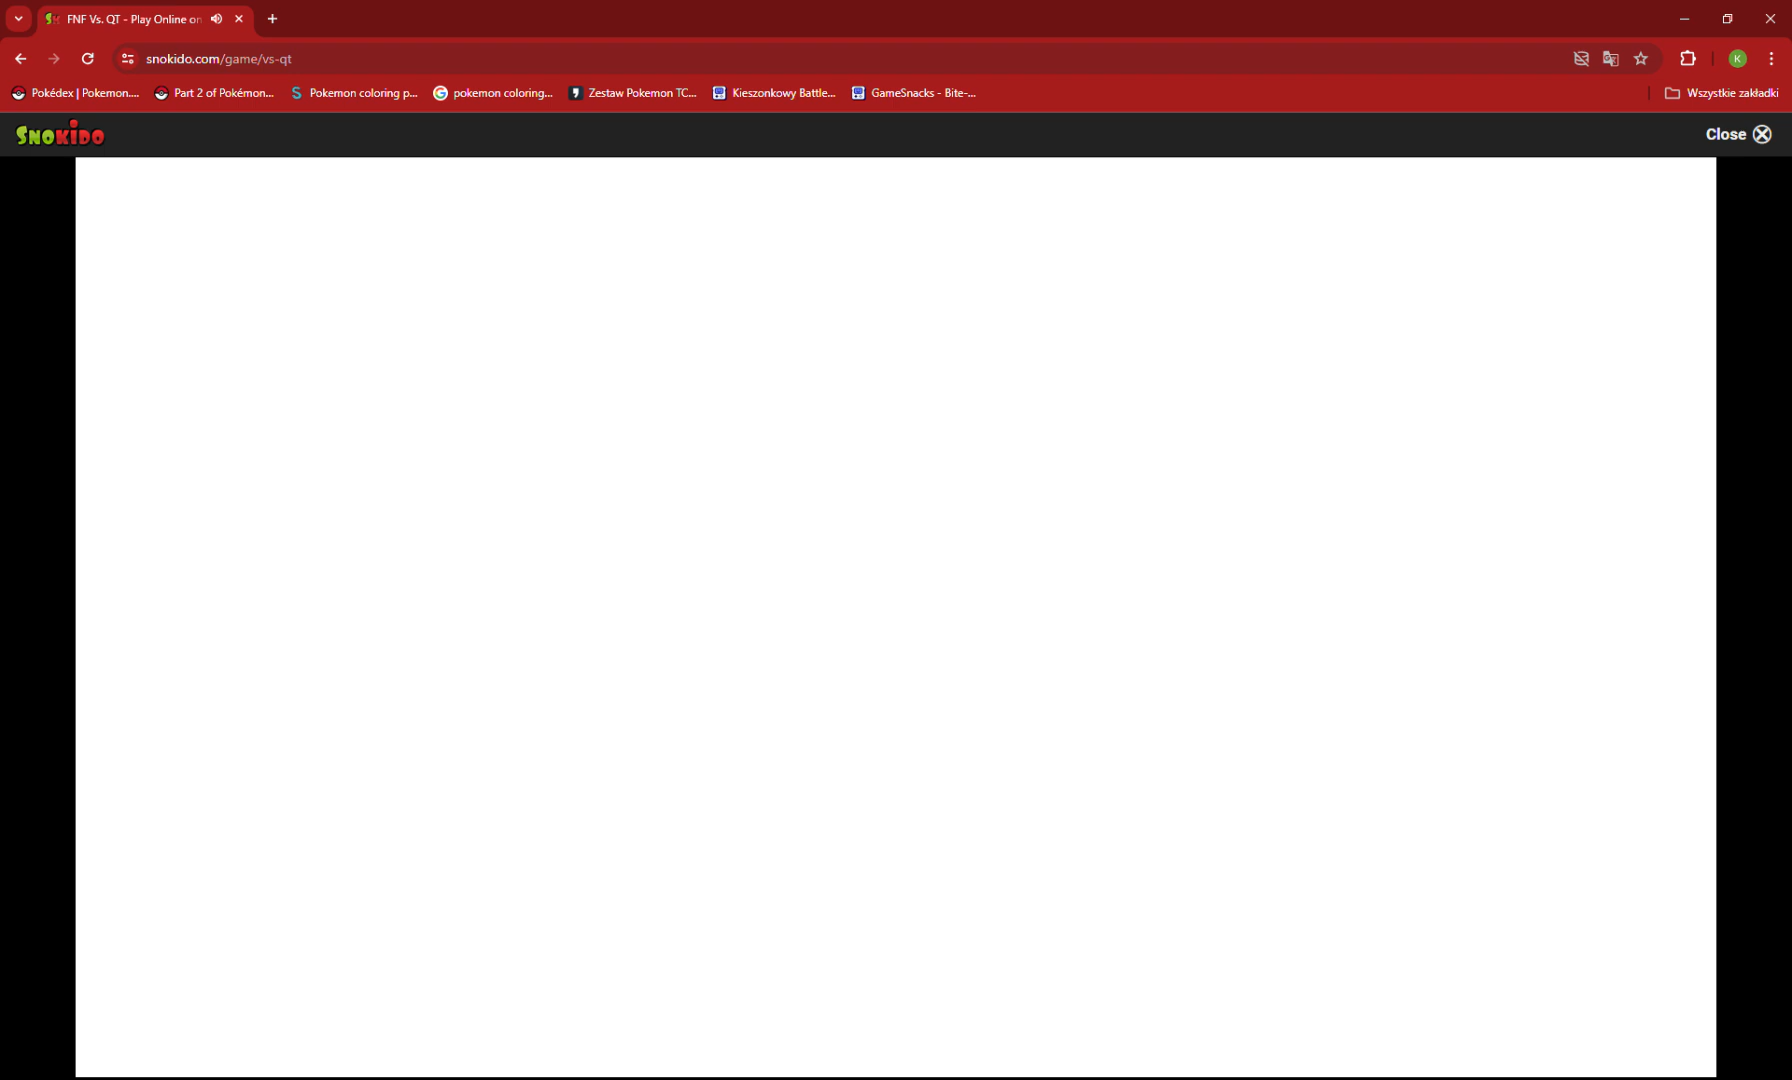 FNF Vs. QT - Play Online on
snokido.com/game/vs-qt
K
Pokédex | Pokemon.... Part 2 of Pokémon... Pokemon coloring p... pokemon coloring... Zestaw Pokemon TC... Kieszonkowy Battle... GameSnacks - Bite-... Wszystkie zakładki
SNOKIDO Close